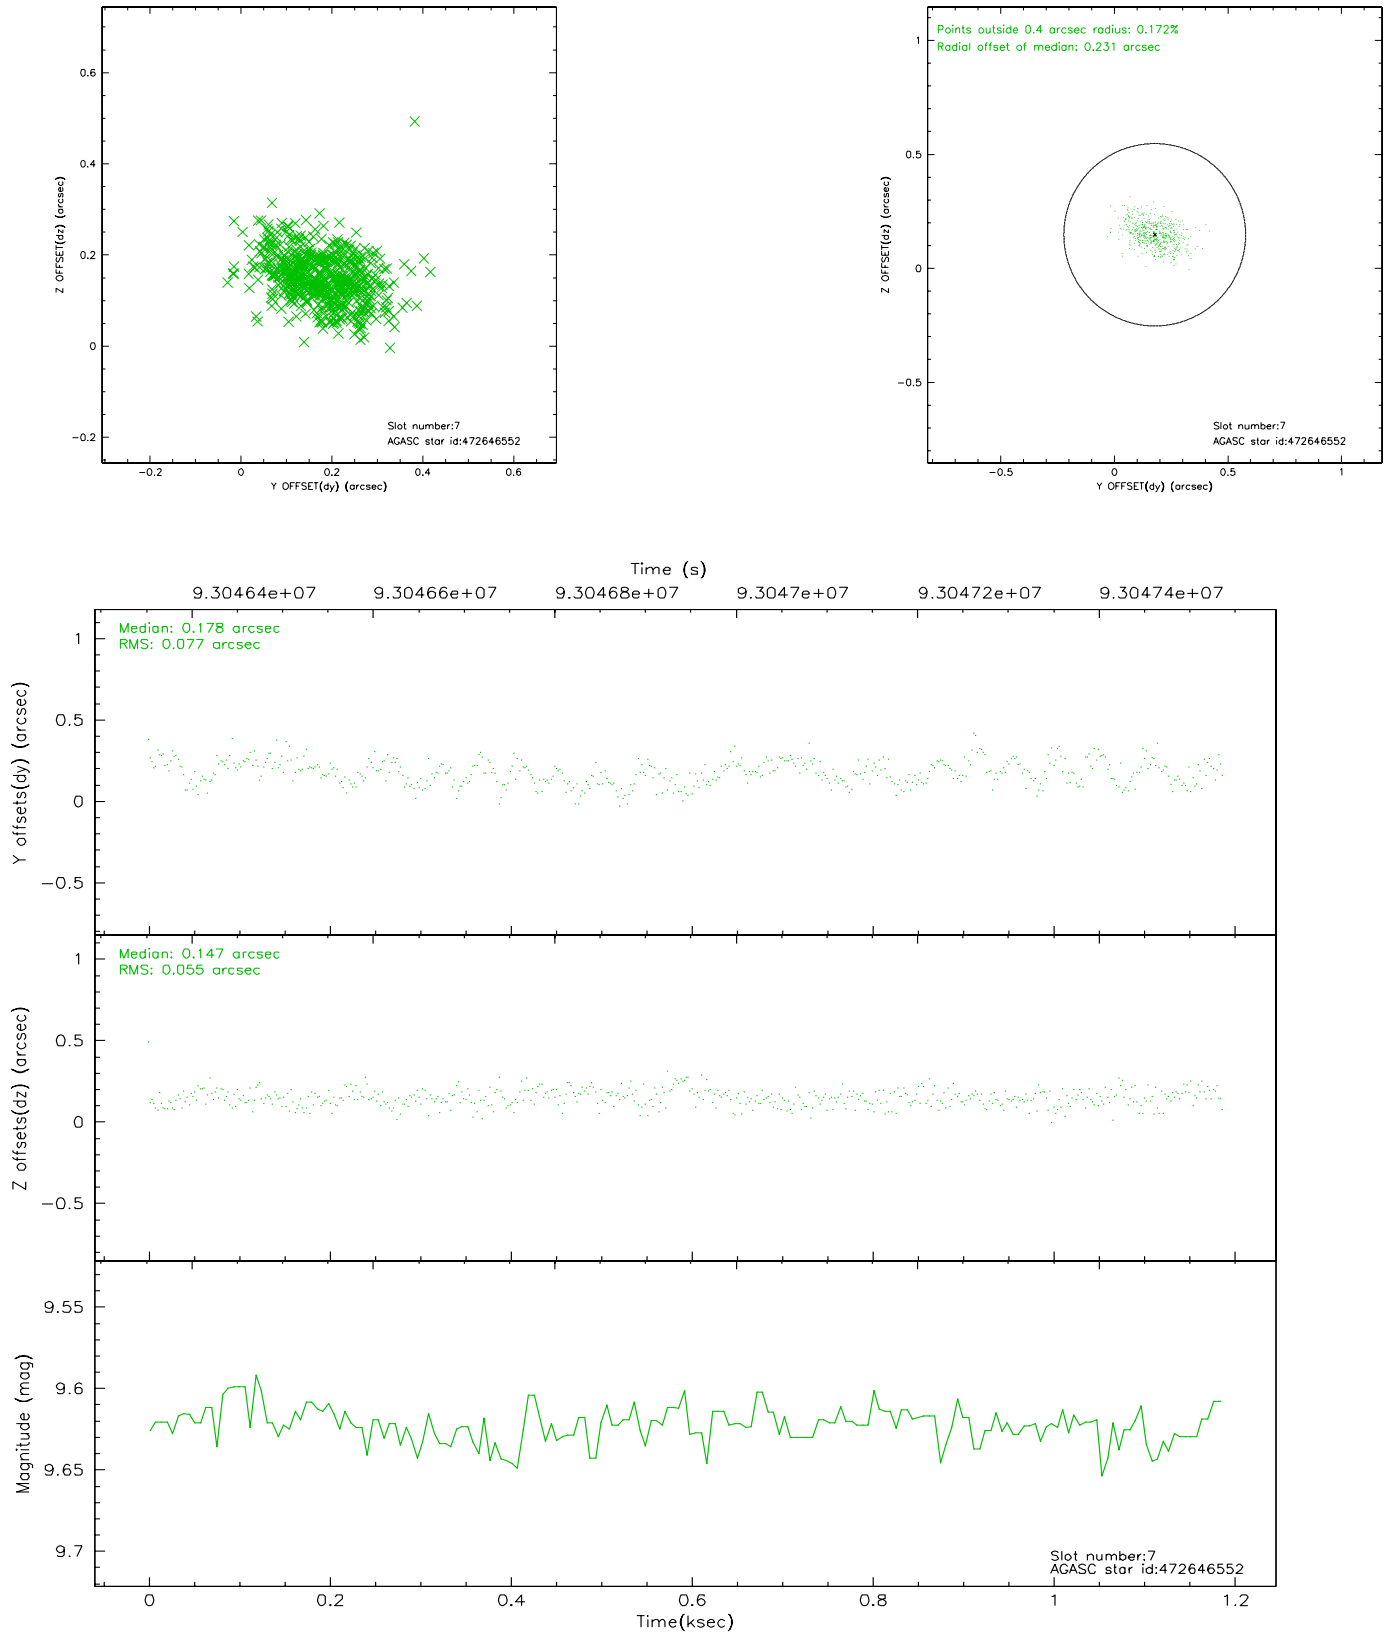 0.6
0.4
0.2
0
−0.2
Z OFFSET(dz) (arcsec)
Slot number:7
AGASC star id:472646552
−0.2 0 0.2 0.4 0.6
Y OFFSET(dy) (arcsec)
Points outside 0.4 arcsec radius: 0.172%
Radial offset of median: 0.231 arcsec
1
0.5
0
−0.5
Z OFFSET(dz) (arcsec)
Slot number:7
AGASC star id:472646552
−0.5 0 0.5 1
Y OFFSET(dy) (arcsec)
Time (s)
9.30464e+07 9.30466e+07 9.30468e+07 9.3047e+07 9.30472e+07 9.30474e+07
Median: 0.178 arcsec
RMS: 0.077 arcsec
1
0.5
0
−0.5
Y offsets(dy) (arcsec)
Median: 0.147 arcsec
RMS: 0.055 arcsec
1
0.5
0
−0.5
Z offsets(dz) (arcsec)
9.55
9.6
9.65
9.7
Magnitude (mag)
Slot number:7
AGASC star id:472646552
0 0.2 0.4 0.6 0.8 1 1.2
Time(ksec)